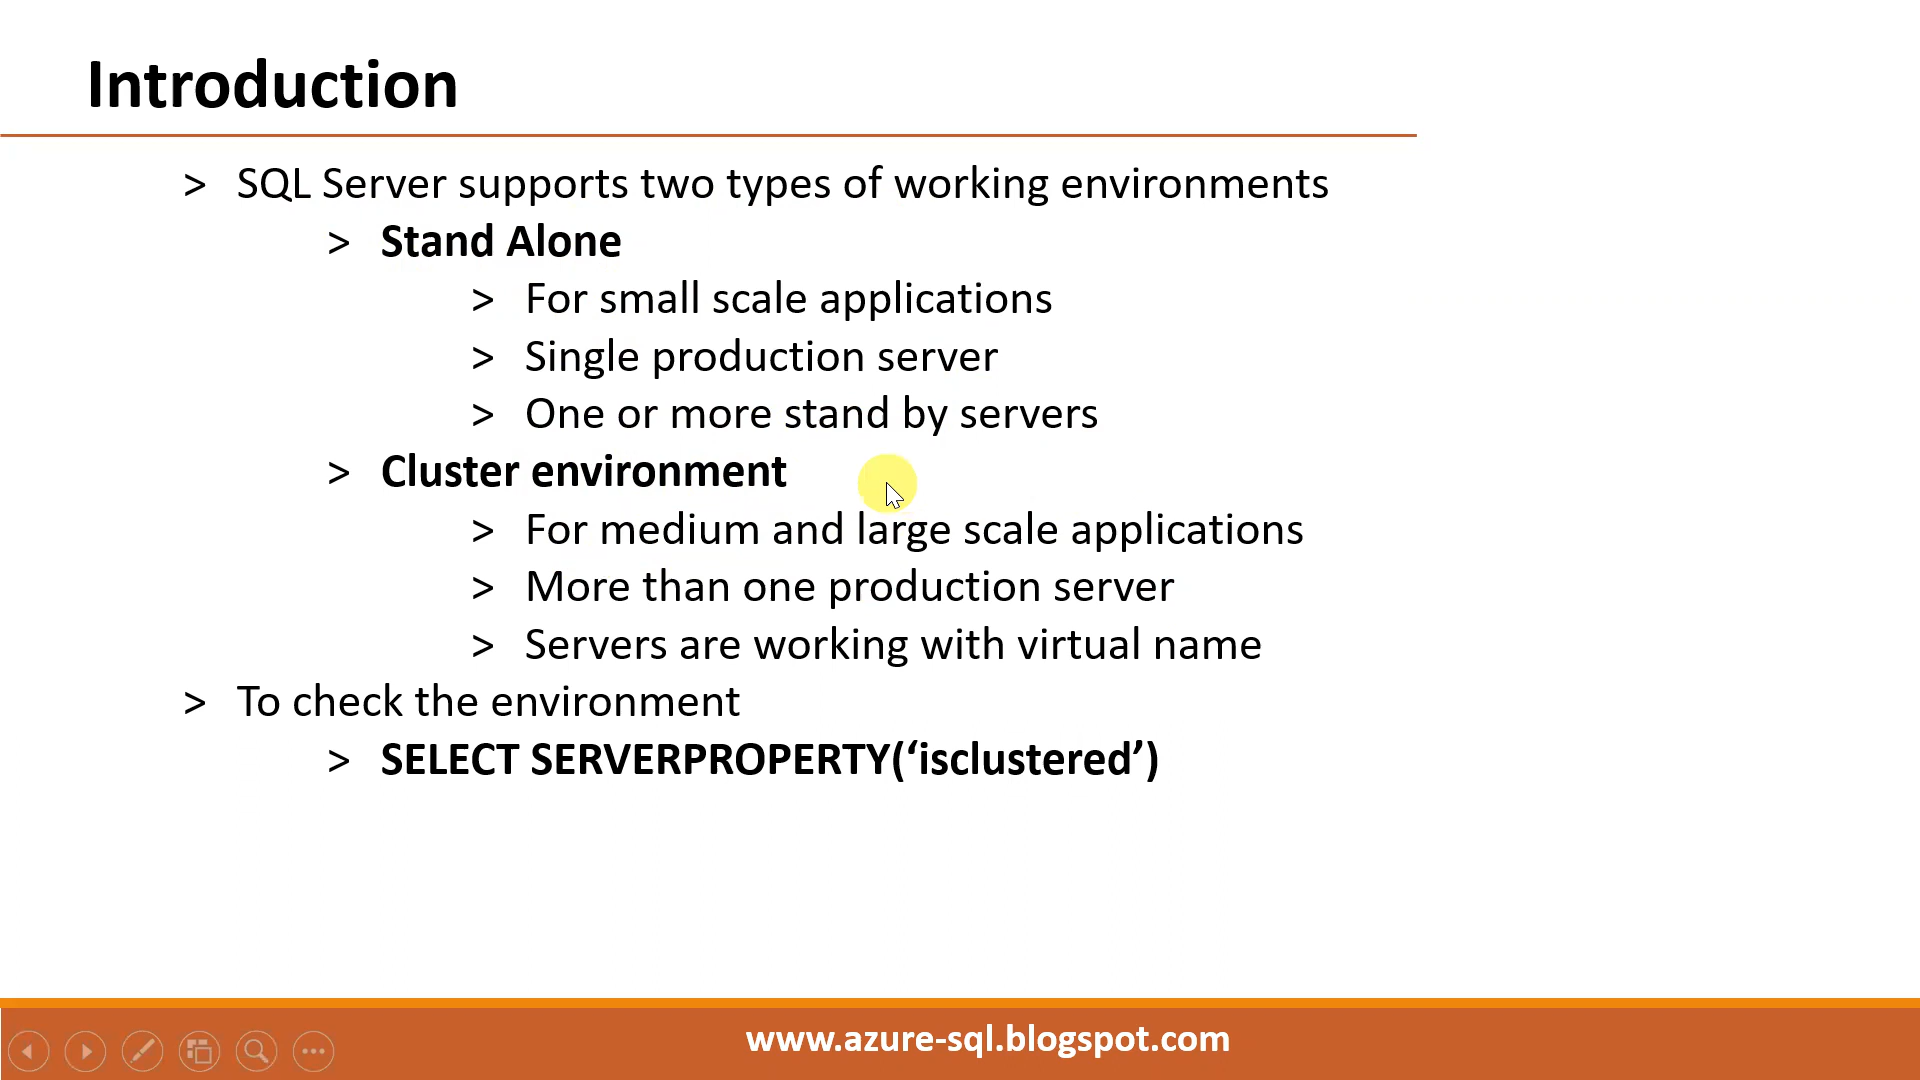 Introduction
> SQL Server supports two types of working environments
> Stand Alone
> For small scale applications
> Single production server
> One or more stand by servers
> Cluster environment
> For medium and large scale applications
> More than one production server
> Servers are working with virtual name
> To check the environment
> SELECT SERVERPROPERTY(‘isclustered’)
www.azure-sql.blogspot.com